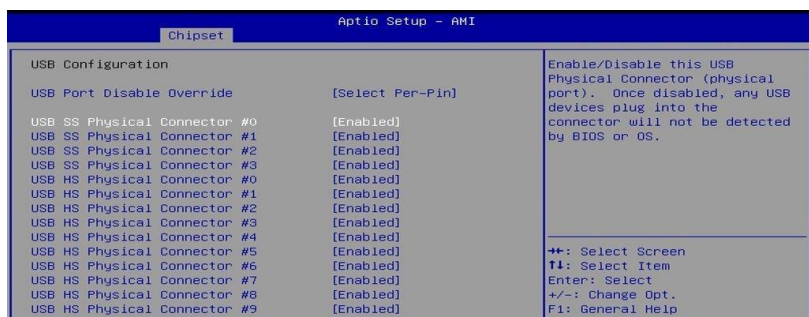 Aptio Setup - AMI
Chipset
USB Configuration
USB Port Disable Override [Select Per-Pin]
USB SS Physical Connector #0 [Enabled]
USB SS Physical Connector #1 [Enabled]
USB SS Physical Connector #2 [Enabled]
USB SS Physical Connector #3 [Enabled]
USB HS Physical Connector #0 [Enabled]
USB HS Physical Connector #1 [Enabled]
USB HS Physical Connector #2 [Enabled]
USB HS Physical Connector #3 [Enabled]
USB HS Physical Connector #4 [Enabled]
USB HS Physical Connector #5 [Enabled]
USB HS Physical Connector #6 [Enabled]
USB HS Physical Connector #7 [Enabled]
USB HS Physical Connector #8 [Enabled]
USB HS Physical Connector #9 [Enabled]
Enable/Disable this USB
Physical Connector (physical
port). Once disabled, any USB
devices plug into the
connector will not be detected
by BIOS or OS.
→←: Select Screen
↑↓: Select Item
Enter: Select
+/-: Change Opt.
F1: General Help